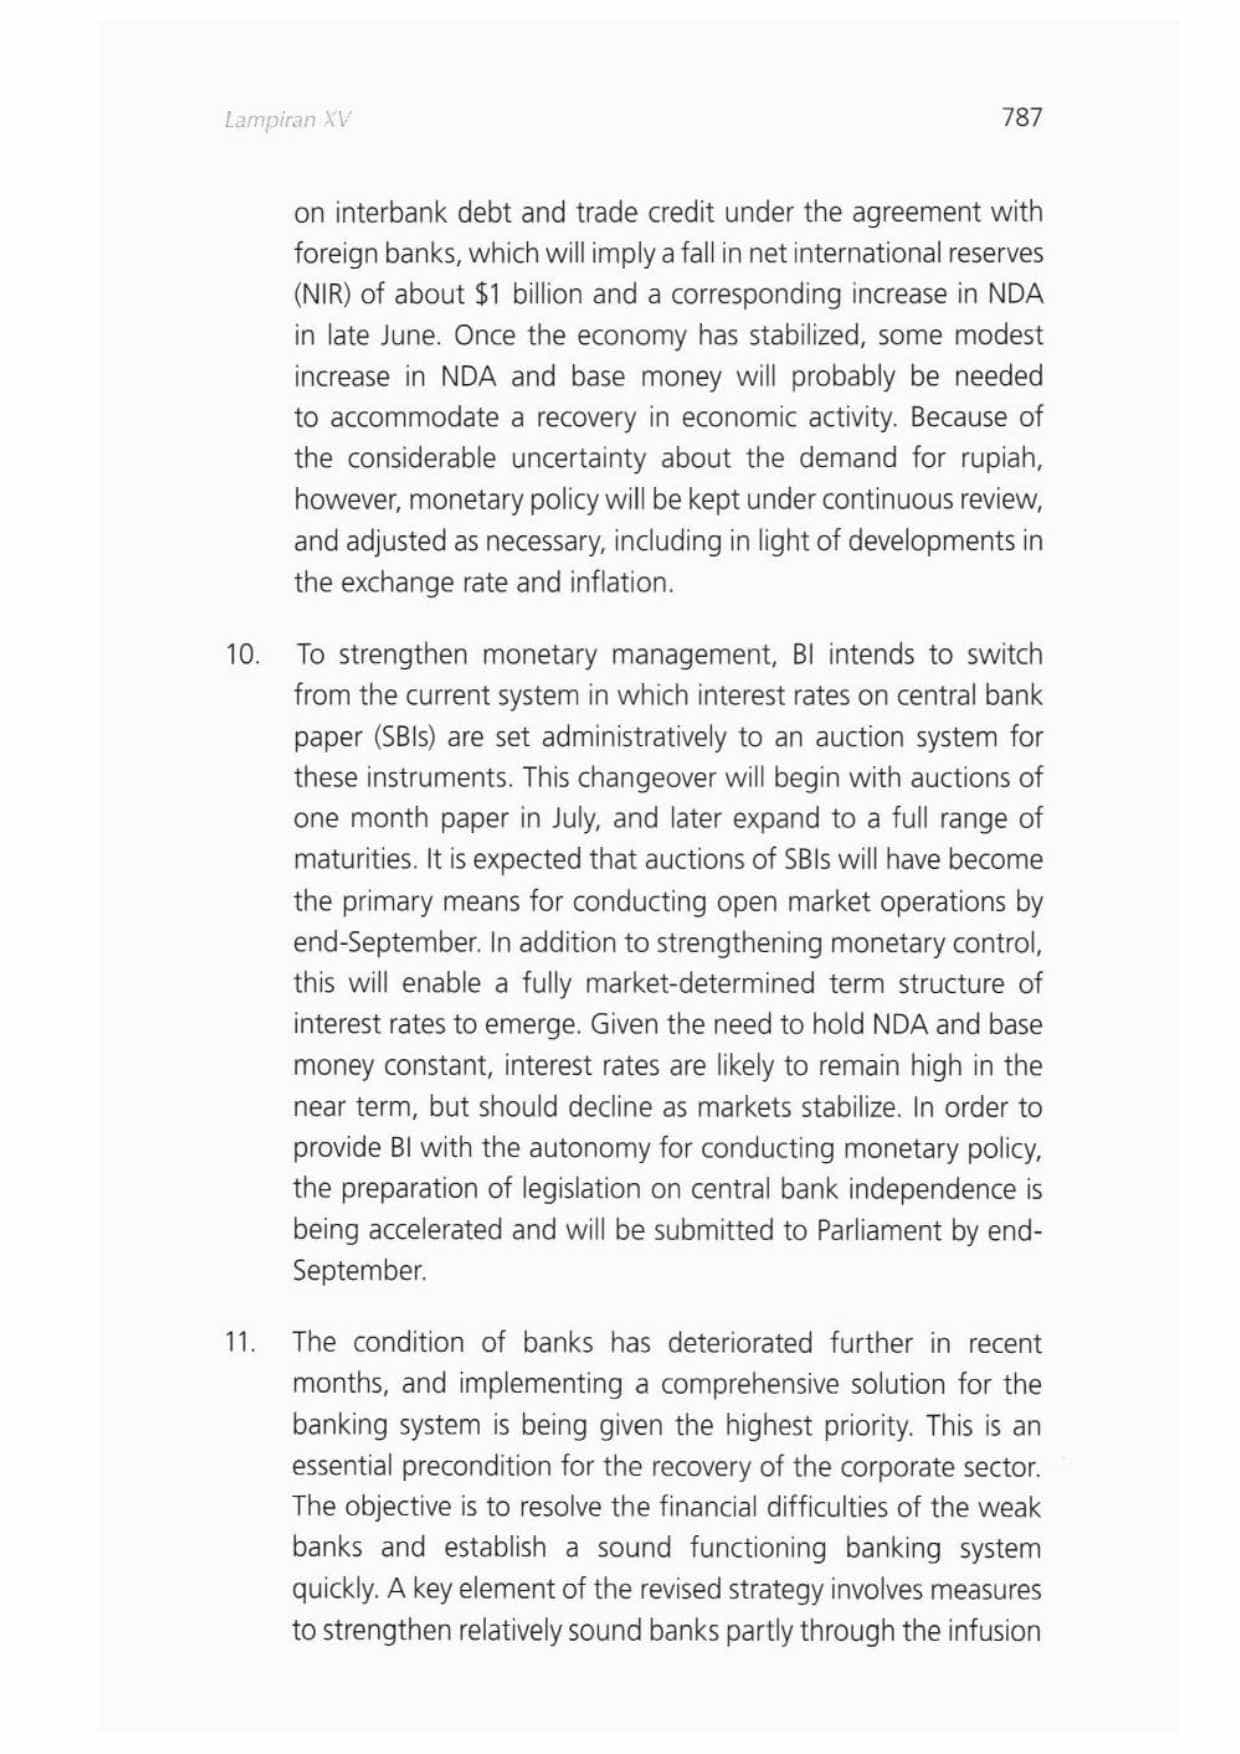 Lampiran XV 787
on interbank debt and trade credit under the agreement with
foreign banks, which will imply a fall in net international reserves
(NIR) of about $1 billion and a corresponding increase in NDA
in late June. Once the economy has stabilized, some modest
increase in NDA and base money will probably be needed
to accommodate a recovery in economic activity. Because of
the considerable uncertainty about the demand for rupiah,
however, monetary policy will be kept under continuous review,
and adjusted as necessary, including in light of developments in
the exchange rate and inflation.
10. To strengthen monetary management, BI intends to switch
from the current system in which interest rates on central bank
paper (SBIs) are set administratively to an auction system for
these instruments. This changeover will begin with auctions of
one month paper in July, and later expand to a full range of
maturities. It is expected that auctions of SBIs will have become
the primary means for conducting open market operations by
end-September. In addition to strengthening monetary control,
this will enable a fully market-determined term structure of
interest rates to emerge. Given the need to hold NDA and base
money constant, interest rates are likely to remain high in the
near term, but should decline as markets stabilize. In order to
provide BI with the autonomy for conducting monetary policy,
the preparation of legislation on central bank independence is
being accelerated and will be submitted to Parliament by end-
September.
11. The condition of banks has deteriorated further in recent
months, and implementing a comprehensive solution for the
banking system is being given the highest priority. This is an
essential precondition for the recovery of the corporate sector.
The objective is to resolve the financial difficulties of the weak
banks and establish a sound functioning banking system
quickly. A key element of the revised strategy involves measures
to strengthen relatively sound banks partly through the infusion